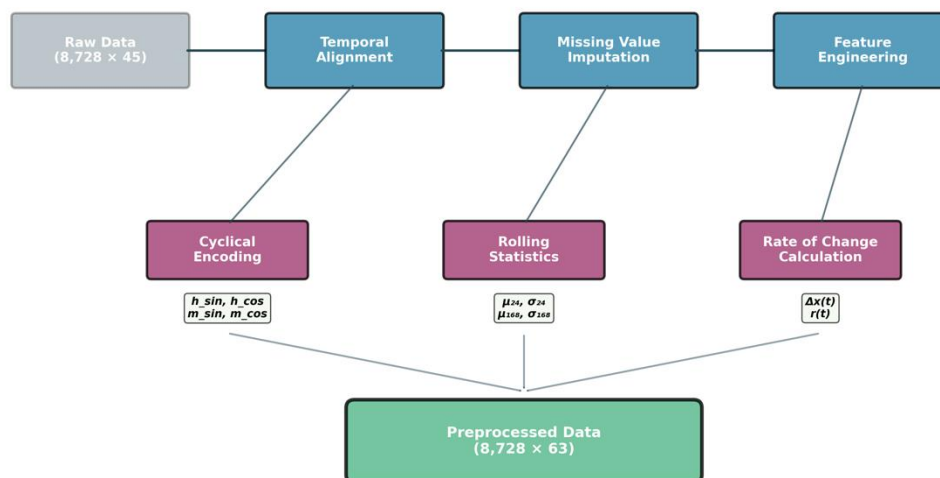 Raw Data
(8,728 × 45)
Temporal
Alignment
Missing Value
Imputation
Feature
Engineering
Cyclical
Encoding
Rolling
Statistics
Rate of Change
Calculation
h_sin, h_cos
m_sin, m_cos
μ₂₄, σ₂₄
μ₁₆₈, σ₁₆₈
Δx(t)
r(t)
Preprocessed Data
(8,728 × 63)